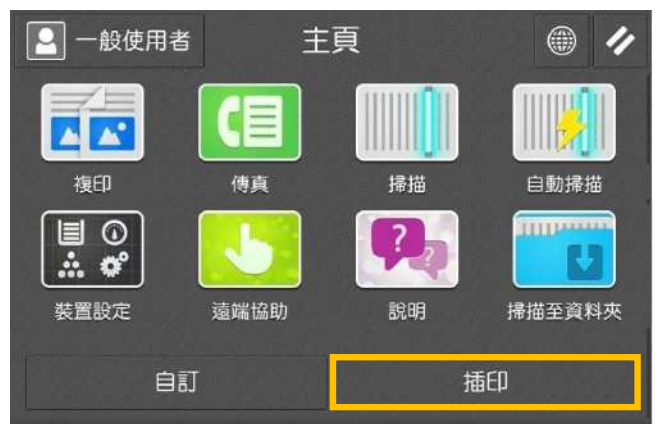 一般使用者 主頁
複印 傳真 掃描 自動掃描
裝置設定 遠端協助 說明 掃描至資料夾
自訂 插印